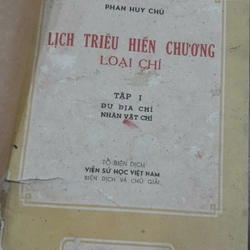 PHAN HUY CHÚ
LỊCH TRIỀU HIẾN CHƯƠNG
LOẠI CHÍ
TẬP I
DƯ ĐỊA CHÍ
NHÂN VẬT CHÍ
TỔ BIÊN DỊCH
VIỆN SỬ HỌC VIỆT NAM
BIÊN DỊCH VÀ CHÚ GIẢI